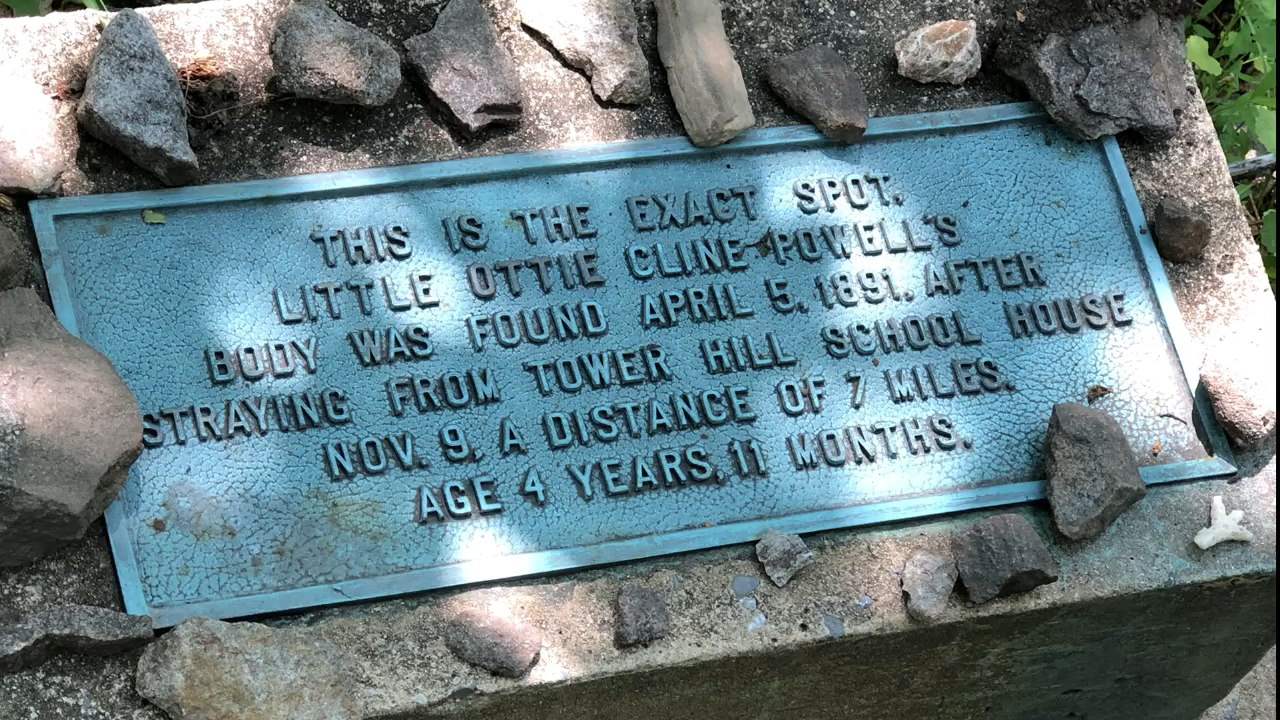 THIS IS THE EXACT SPOT.
LITTLE OTTIE CLINE POWELL'S
BODY WAS FOUND APRIL 5, 1891, AFTER
STRAYING FROM TOWER HILL SCHOOL HOUSE
NOV. 9, A DISTANCE OF 7 MILES.
AGE 4 YEARS, 11 MONTHS.